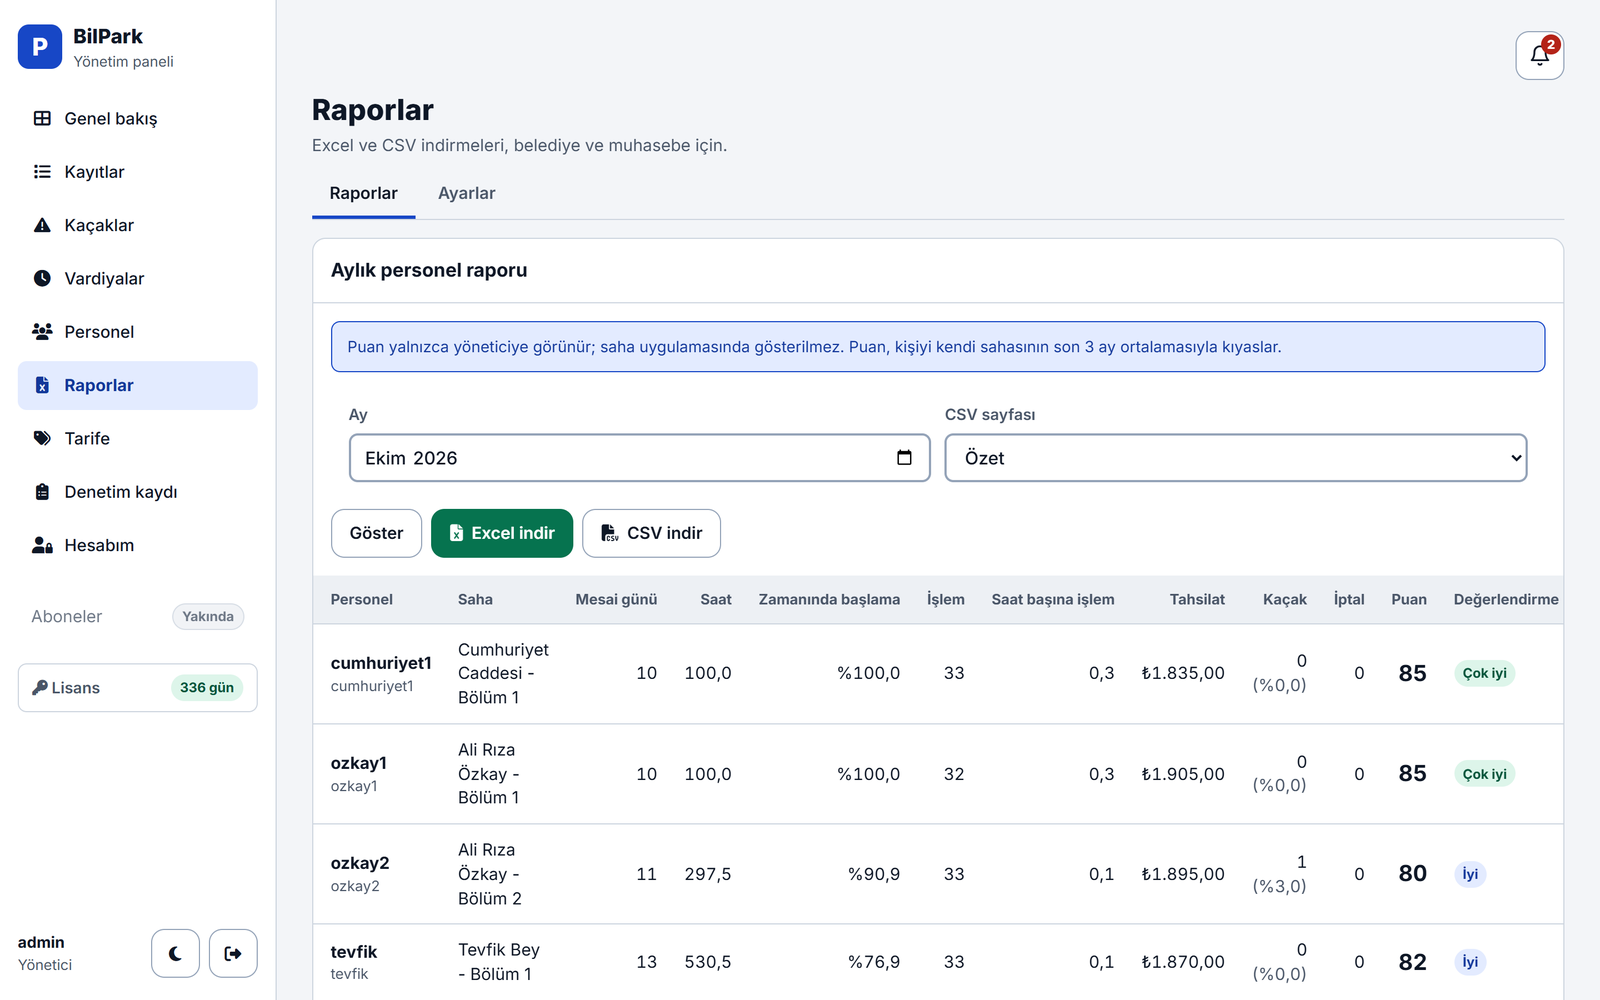 P
BilPark
Yönetim paneli
Genel bakış
Kayıtlar
Kaçaklar
Vardiyalar
Personel
Raporlar
Tarife
Denetim kaydı
Hesabım
Aboneler Yakında
Lisans 336 gün
admin
Yönetici
2
Raporlar
Excel ve CSV indirmeleri, belediye ve muhasebe için.
Raporlar Ayarlar
Aylık personel raporu
Puan yalnızca yöneticiye görünür; saha uygulamasında gösterilmez. Puan, kişiyi kendi sahasının son 3 ay ortalamasıyla kıyaslar.
Ay CSV sayfası
Ekim 2026 Özet
Göster Excel indir CSV indir
Personel Saha Mesai günü Saat Zamanında başlama İşlem Saat başına işlem Tahsilat Kaçak İptal Puan Değerlendirme
cumhuriyet1
cumhuriyet1
Cumhuriyet
Caddesi -
Bölüm 1
10 100,0 %100,0 33 0,3 ₺1.835,00
0
(%0,0)
0 85 Çok iyi
ozkay1
ozkay1
Ali Rıza
Özkay -
Bölüm 1
10 100,0 %100,0 32 0,3 ₺1.905,00
0
(%0,0)
0 85 Çok iyi
ozkay2
ozkay2
Ali Rıza
Özkay -
Bölüm 2
11 297,5 %90,9 33 0,1 ₺1.895,00
1
(%3,0)
0 80 İyi
tevfik
tevfik
Tevfik Bey
- Bölüm 1
13 530,5 %76,9 33 0,1 ₺1.870,00
0
(%0,0)
0 82 İyi